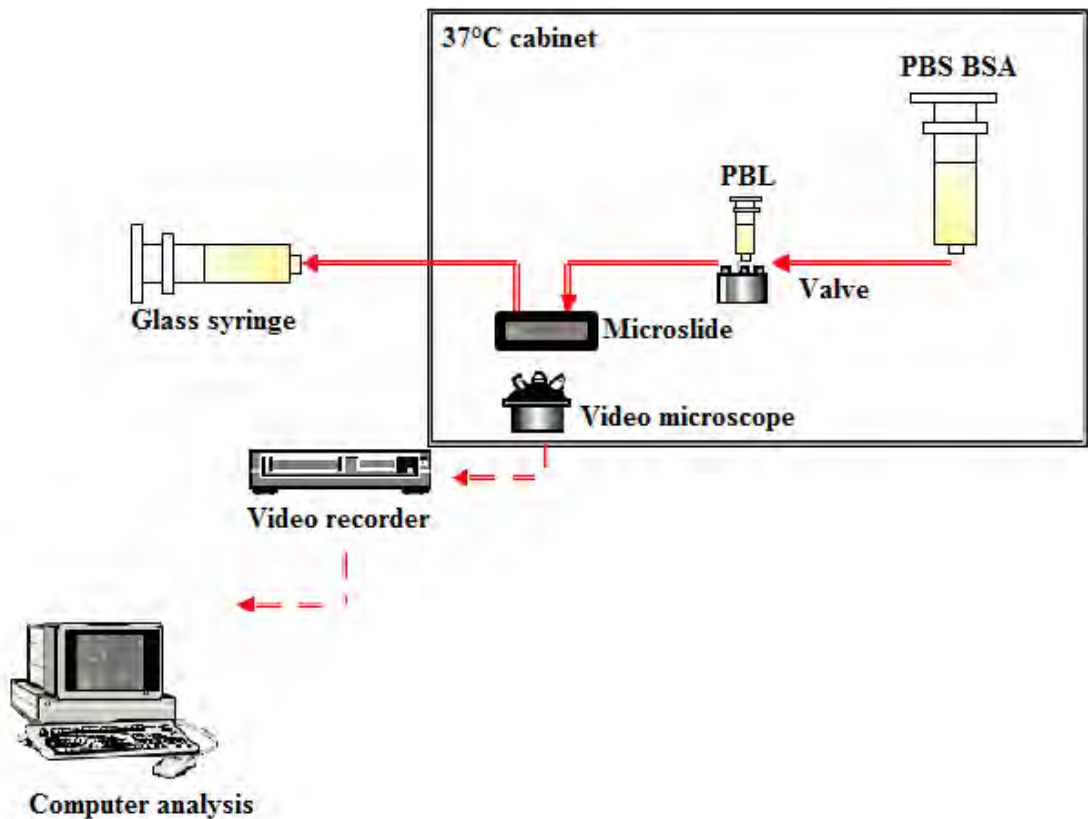 37°C cabinet
PBS BSA
PBL
Valve
Glass syringe
Microslide
Video microscope
Video recorder
Computer analysis